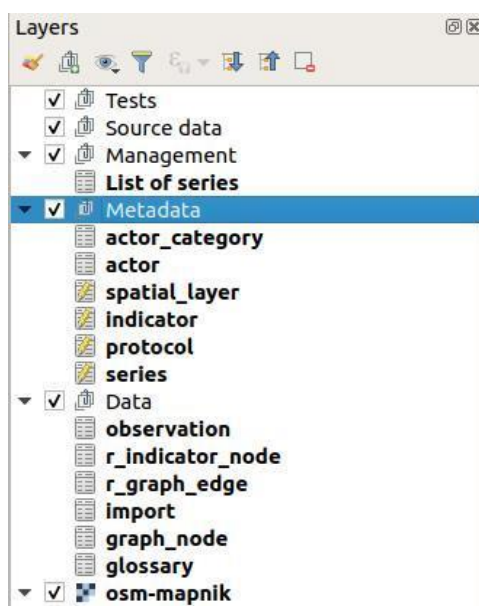 Layers
Tests
Source data
Management
List of series
Metadata
actor_category
actor
spatial_layer
indicator
protocol
series
Data
observation
r_indicator_node
r_graph_edge
import
graph_node
glossary
osm-mapnik